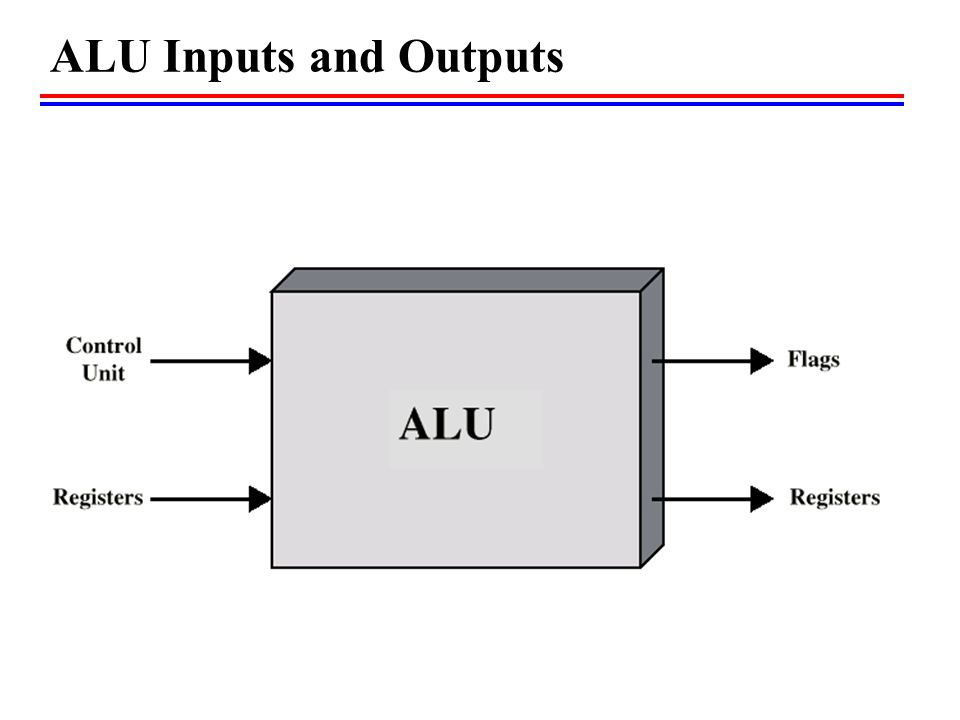 ALU Inputs and Outputs
Control
Unit
Flags
ALU
Registers
Registers